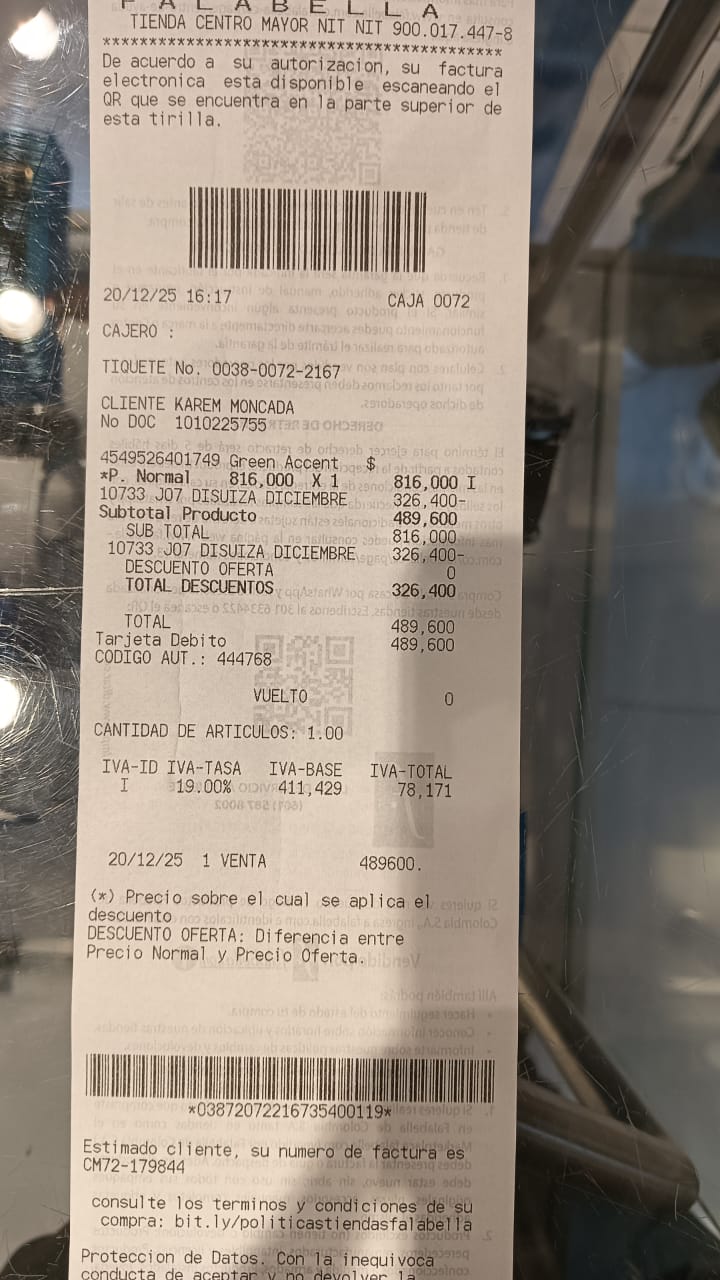 FALABELLA
TIENDA CENTRO MAYOR NIT NIT 900.017.447-8
******************************************
De acuerdo a su autorizacion, su factura
electronica esta disponible escaneando el
QR que se encuentra en la parte superior de
esta tirilla.
20/12/25 16:17 CAJA 0072
CAJERO :
TIQUETE No. 0038-0072-2167
CLIENTE KAREM MONCADA
No DOC 1010225755
4549526401749 Green Accent $
*P. Normal 816,000 X 1 816,000 I
10733 J07 DISUIZA DICIEMBRE 326,400-
Subtotal Producto 489,600
SUB TOTAL 816,000
10733 J07 DISUIZA DICIEMBRE 326,400-
DESCUENTO OFERTA 0
TOTAL DESCUENTOS 326,400
TOTAL 489,600
Tarjeta Debito 489,600
CODIGO AUT.: 444768
VUELTO 0
CANTIDAD DE ARTICULOS: 1.00
IVA-ID IVA-TASA IVA-BASE IVA-TOTAL
I 19.00% 411,429 78,171
20/12/25 1 VENTA 489600.
(*) Precio sobre el cual se aplica el
descuento
DESCUENTO OFERTA: Diferencia entre
Precio Normal y Precio Oferta.
*03872072216735400119*
Estimado cliente, su numero de factura es
CM72-179844
consulte los terminos y condiciones de su
compra: bit.ly/politicastiendasfalabella
Proteccion de Datos. Con la inequivoca
conducta de aceptar y no devolver la